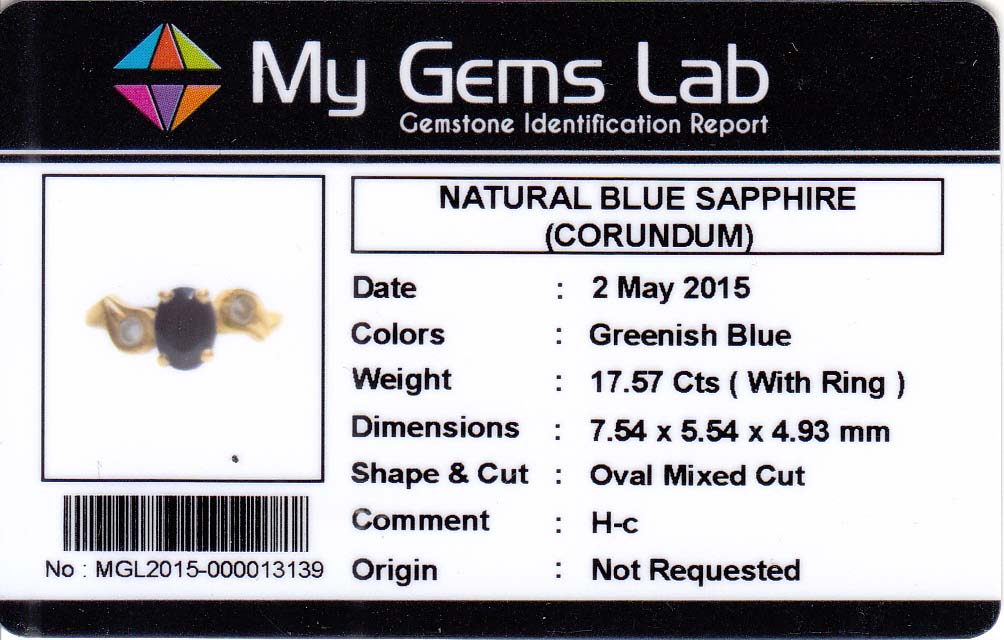 My Gems Lab
Gemstone Identification Report
NATURAL BLUE SAPPHIRE
(CORUNDUM)
Date : 2 May 2015
Colors : Greenish Blue
Weight : 17.57 Cts ( With Ring )
Dimensions : 7.54 x 5.54 x 4.93 mm
Shape & Cut : Oval Mixed Cut
Comment : H-c
Origin : Not Requested
No : MGL2015-000013139